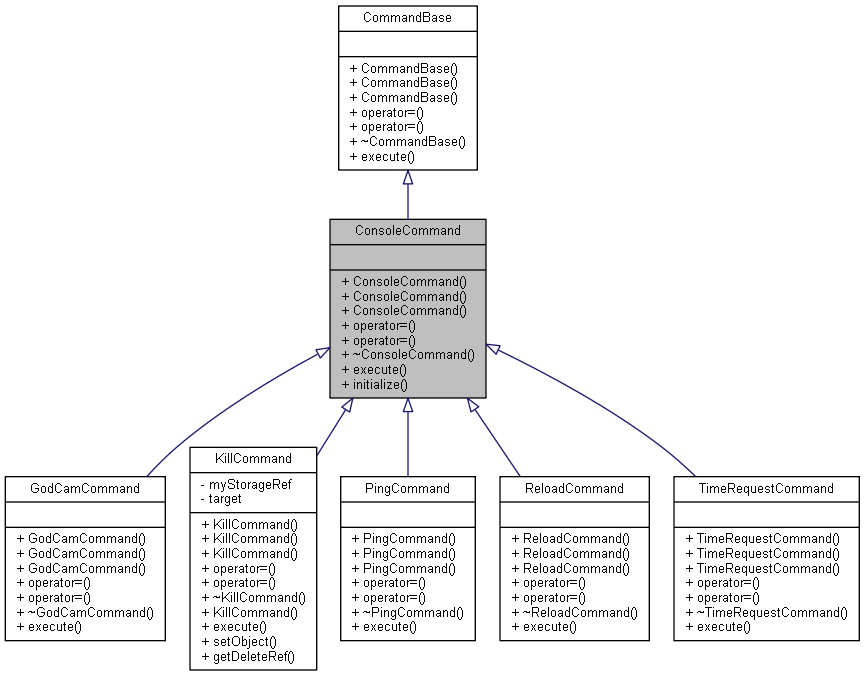 CommandBase
+ CommandBase()
+ CommandBase()
+ CommandBase()
+ operator=()
+ operator=()
+ ~CommandBase()
+ execute()
ConsoleCommand
+ ConsoleCommand()
+ ConsoleCommand()
+ ConsoleCommand()
+ operator=()
+ operator=()
+ ~ConsoleCommand()
+ execute()
+ initialize()
GodCamCommand
+ GodCamCommand()
+ GodCamCommand()
+ GodCamCommand()
+ operator=()
+ operator=()
+ ~GodCamCommand()
+ execute()
KillCommand
- myStorageRef
- target
+ KillCommand()
+ KillCommand()
+ KillCommand()
+ operator=()
+ operator=()
+ ~KillCommand()
+ KillCommand()
+ execute()
+ setObject()
+ getDeleteRef()
PingCommand
+ PingCommand()
+ PingCommand()
+ PingCommand()
+ operator=()
+ operator=()
+ ~PingCommand()
+ execute()
ReloadCommand
+ ReloadCommand()
+ ReloadCommand()
+ ReloadCommand()
+ operator=()
+ operator=()
+ ~ReloadCommand()
+ execute()
TimeRequestCommand
+ TimeRequestCommand()
+ TimeRequestCommand()
+ TimeRequestCommand()
+ operator=()
+ operator=()
+ ~TimeRequestCommand()
+ execute()